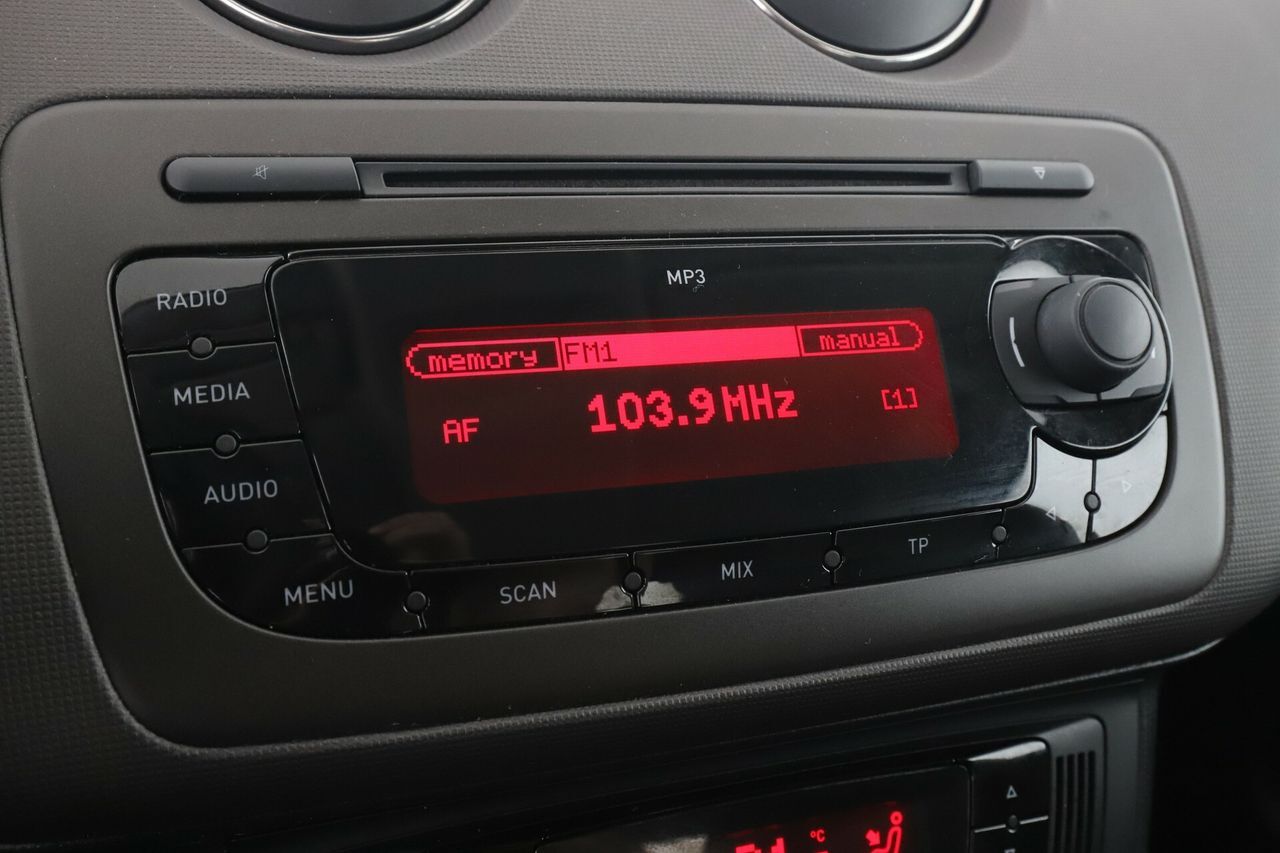 MP3
RADIO
memory FM1 manual
MEDIA
AF 103.9 MHz [1]
AUDIO
MENU SCAN MIX TP
°C